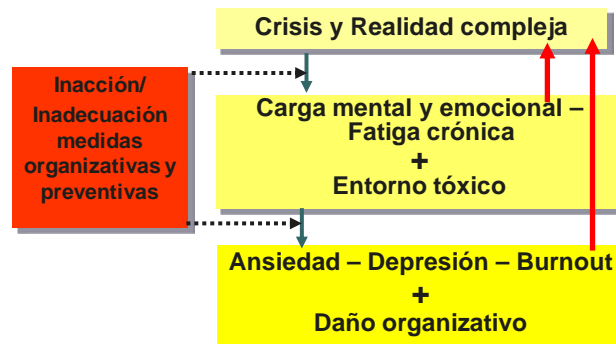 Crisis y Realidad compleja
Inacción/
Inadecuación
medidas
organizativas y
preventivas
Carga mental y emocional –
Fatiga crónica
+
Entorno tóxico
Ansiedad – Depresión – Burnout
+
Daño organizativo